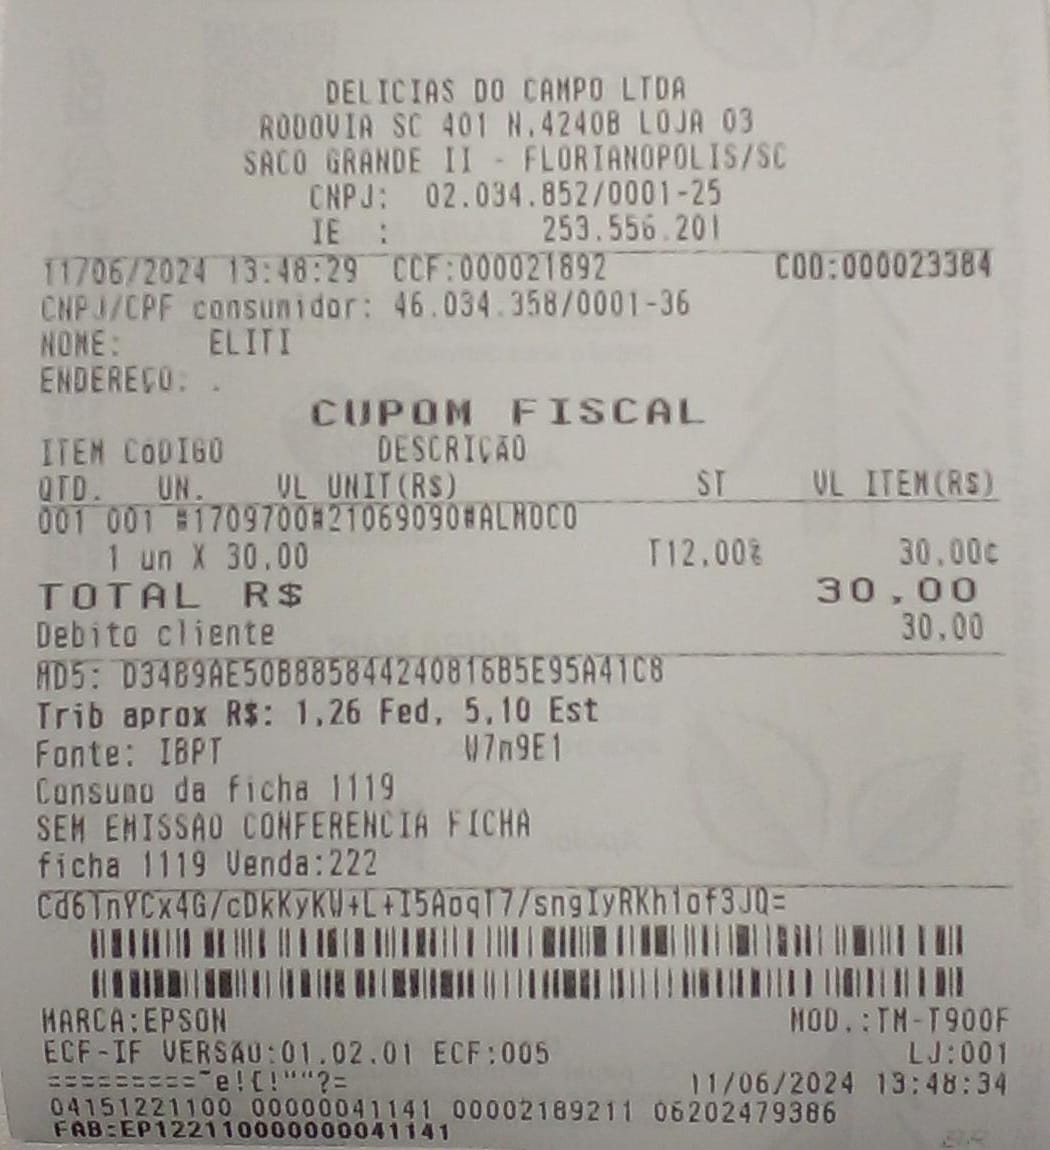 DELICIAS DO CAMPO LTDA
RODOVIA SC 401 N.4240B LOJA 03
SACO GRANDE II - FLORIANOPOLIS/SC
CNPJ: 02.034.852/0001-25
IE : 253.556.201
11/06/2024 13:48:29 CCF:000021892 COO:000023384
CNPJ/CPF consumidor: 46.034.358/0001-36
NOME: ELITI
ENDEREÇO: .
CUPOM FISCAL
ITEM CóDIGO DESCRIÇÃO
QTD. UN. VL UNIT(R$) ST VL ITEM(R$)
001 001 #1709700#21069090#ALMOCO
1 un X 30.00 T12,00% 30.00¢
TOTAL R$ 30,00
Debito cliente 30.00
MD5: D34B9AE50B885844240816B5E95A41C8
Trib aprox R$: 1,26 Fed, 5,10 Est
Fonte: IBPT W7n9E1
Consumo da ficha 1119
SEM EMISSAO CONFERENCIA FICHA
ficha 1119 Venda:222
Cd6TnYCx4G/cDkKyKW+L+I5AoqT7/sngIyRKh1of3JQ=
MARCA:EPSON MOD.:TM-T900F
ECF-IF VERSÃO:01.02.01 ECF:005 LJ:001
=========~e!{!""?= 11/06/2024 13:48:34
04151221100 00000041141 00002189211 06202479386
FAB:EP122110000000041141